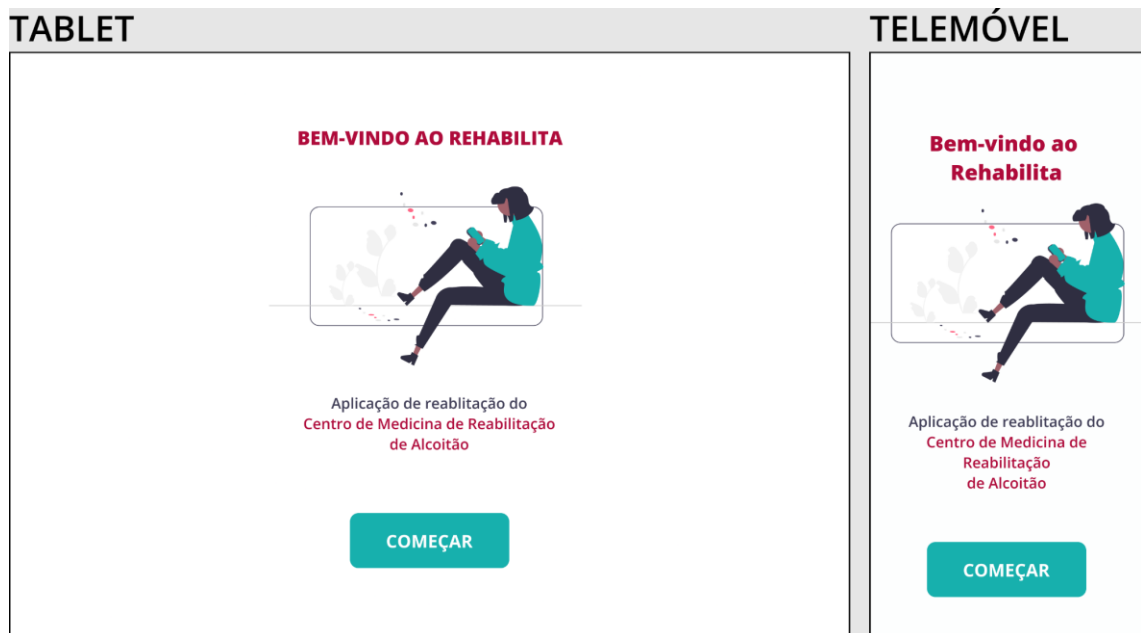 TABLET
BEM-VINDO AO REHABILITA
Aplicação de reablitação do
Centro de Medicina de Reabilitação
de Alcoitão
COMEÇAR
TELEMÓVEL
Bem-vindo ao
Rehabilita
Aplicação de reablitação do
Centro de Medicina de
Reabilitação
de Alcoitão
COMEÇAR